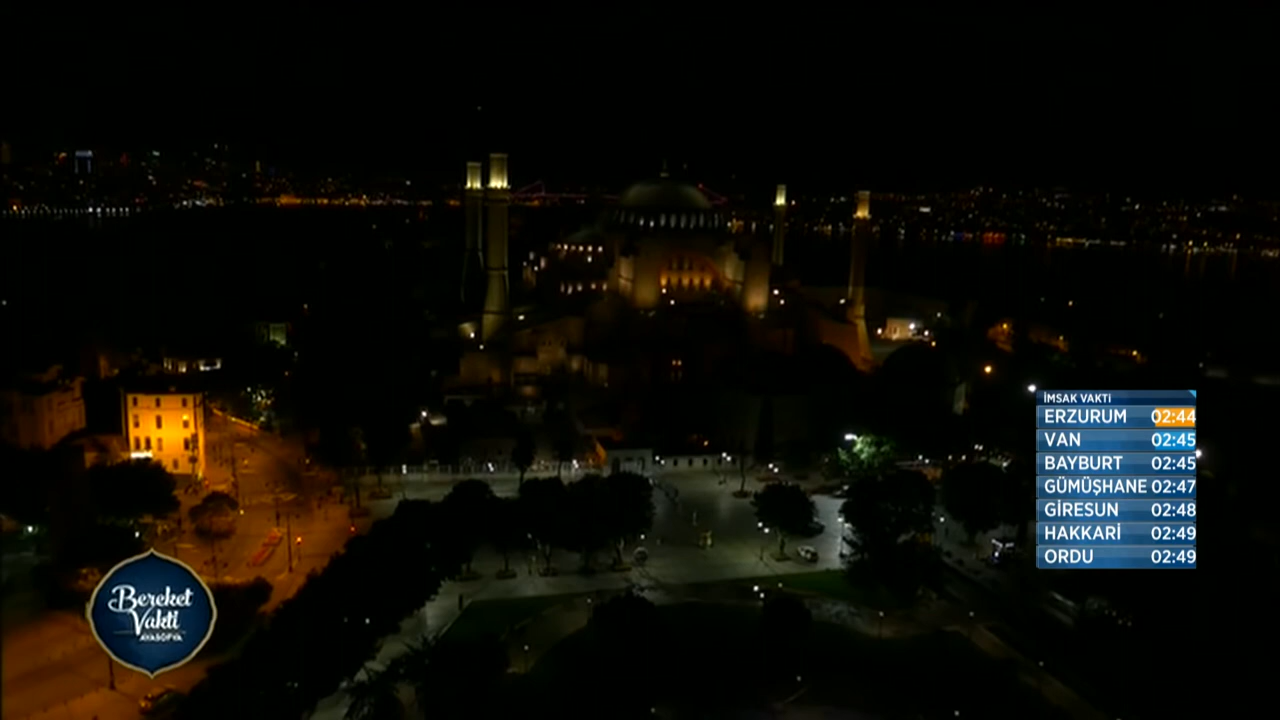 İMSAK VAKTİ
ERZURUM 02:44
VAN 02:45
BAYBURT 02:45
GÜMÜŞHANE 02:47
GİRESUN 02:48
HAKKARİ 02:49
ORDU 02:49
Bereket
Vakti
AYASOFYA